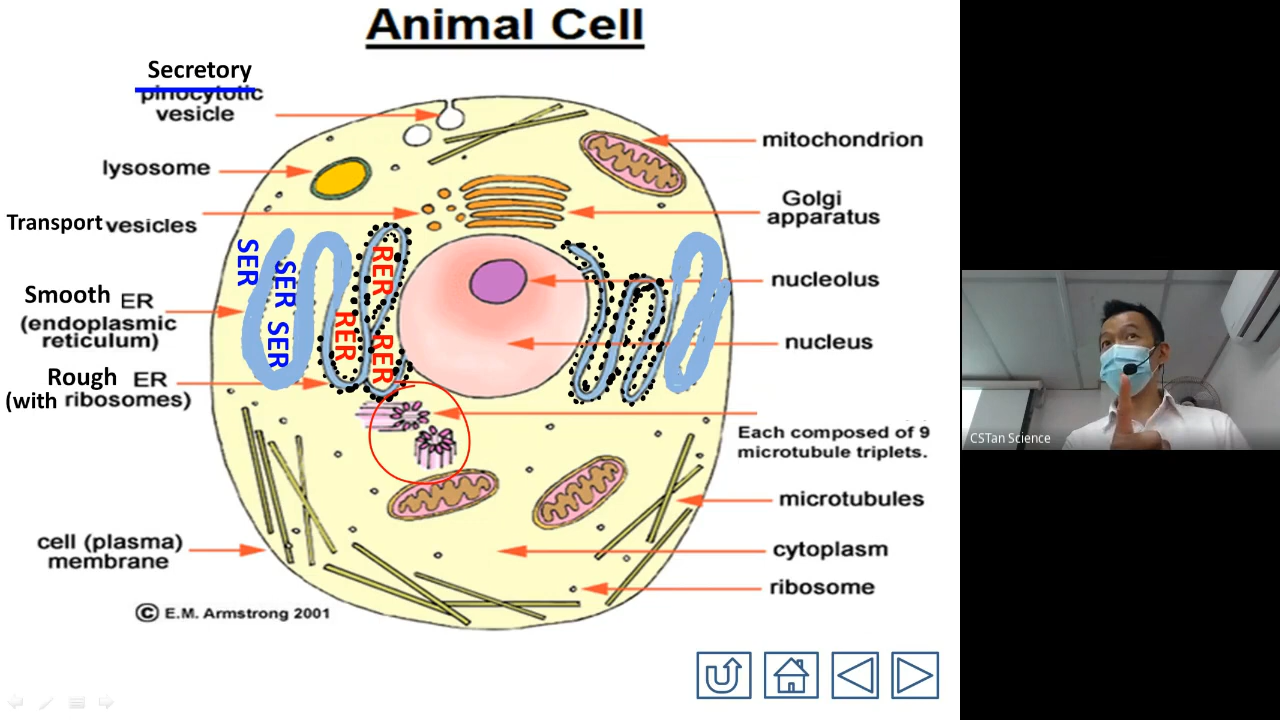 Animal Cell
Secretory
pinocytotic
vesicle
lysosome
Transport vesicles
SER
SER
SER
Smooth ER
(endoplasmic
reticulum)
Rough ER
(with ribosomes)
RER
RER
RER
cell (plasma)
membrane
© E.M. Armstrong 2001
mitochondrion
Golgi
apparatus
nucleolus
nucleus
Each composed of 9
microtubule triplets.
microtubules
cytoplasm
ribosome
CSTan Science